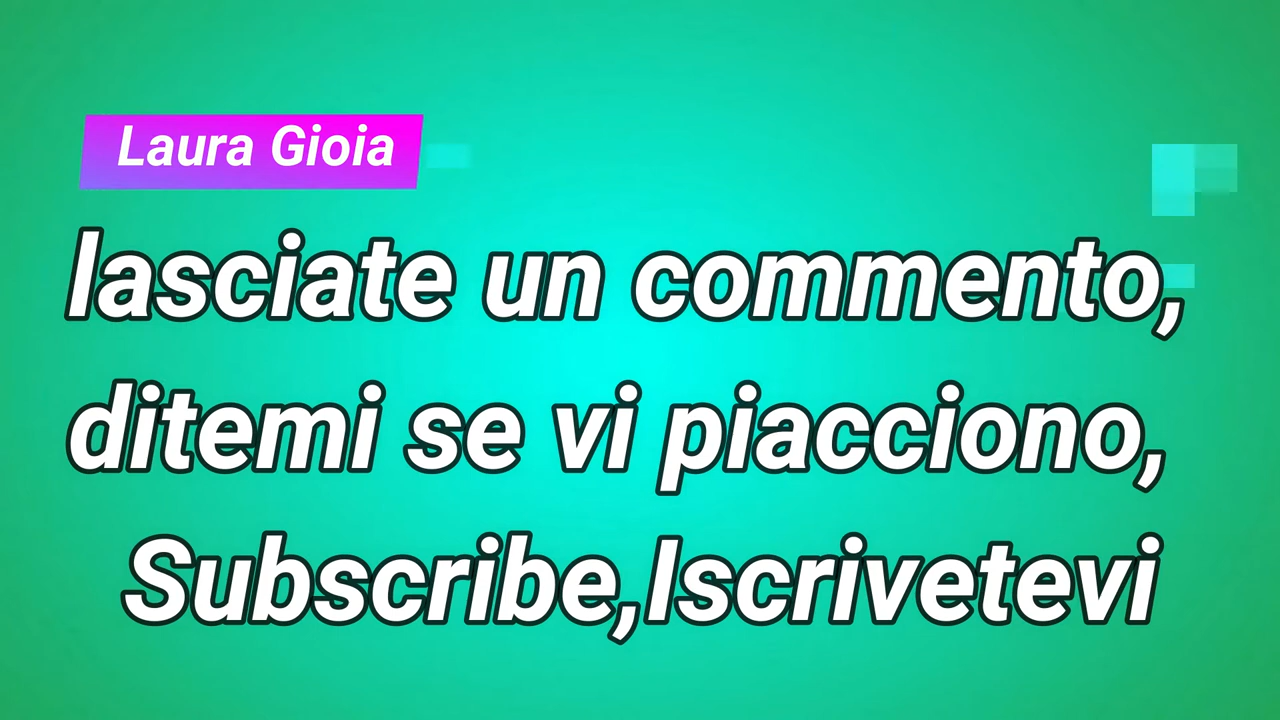 Laura Gioia
lasciate un commento,
ditemi se vi piacciono,
Subscribe,Iscrivetevi